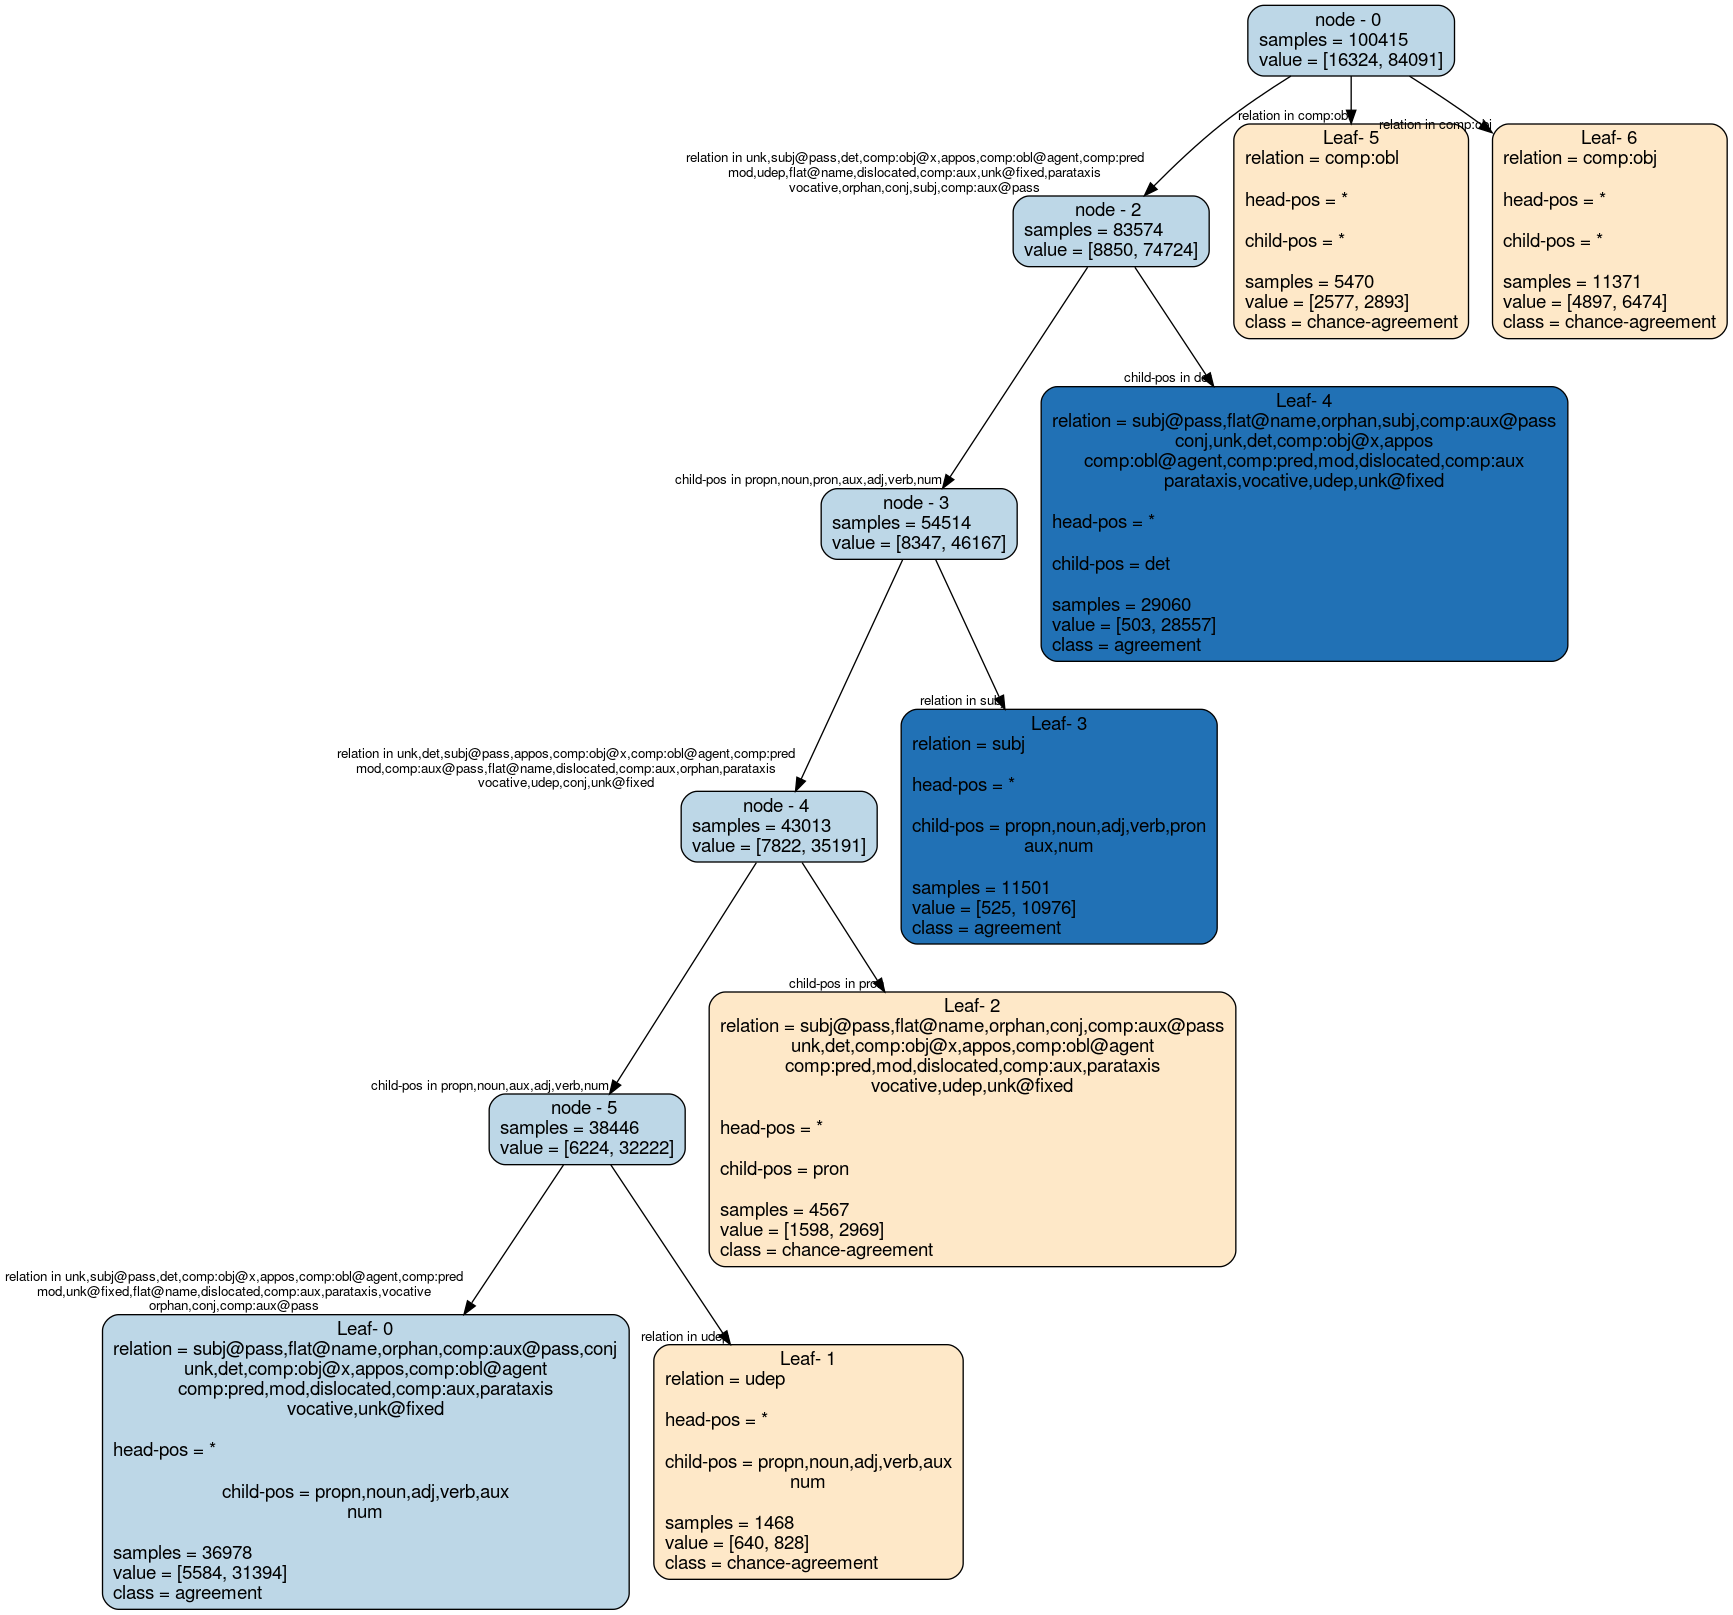 node - 0
samples = 100415
value = [16324, 84091]
relation in comp:obl
relation in comp:obj
Leaf- 5
relation = comp:obl
head-pos = *
child-pos = *
samples = 5470
value = [2577, 2893]
class = chance-agreement
Leaf- 6
relation = comp:obj
head-pos = *
child-pos = *
samples = 11371
value = [4897, 6474]
class = chance-agreement
relation in unk,subj@pass,det,comp:obj@x,appos,comp:obl@agent,comp:pred
mod,udep,flat@name,dislocated,comp:aux,unk@fixed,parataxis
vocative,orphan,conj,subj,comp:aux@pass
node - 2
samples = 83574
value = [8850, 74724]
child-pos in det
Leaf- 4
relation = subj@pass,flat@name,orphan,subj,comp:aux@pass
conj,unk,det,comp:obj@x,appos
comp:obl@agent,comp:pred,mod,dislocated,comp:aux
parataxis,vocative,udep,unk@fixed
head-pos = *
child-pos = det
samples = 29060
value = [503, 28557]
class = agreement
child-pos in propn,noun,pron,aux,adj,verb,num
node - 3
samples = 54514
value = [8347, 46167]
relation in subj
Leaf- 3
relation = subj
head-pos = *
child-pos = propn,noun,adj,verb,pron
aux,num
samples = 11501
value = [525, 10976]
class = agreement
relation in unk,det,subj@pass,appos,comp:obj@x,comp:obl@agent,comp:pred
mod,comp:aux@pass,flat@name,dislocated,comp:aux,orphan,parataxis
vocative,udep,conj,unk@fixed
node - 4
samples = 43013
value = [7822, 35191]
child-pos in pron
Leaf- 2
relation = subj@pass,flat@name,orphan,conj,comp:aux@pass
unk,det,comp:obj@x,appos,comp:obl@agent
comp:pred,mod,dislocated,comp:aux,parataxis
vocative,udep,unk@fixed
head-pos = *
child-pos = pron
samples = 4567
value = [1598, 2969]
class = chance-agreement
child-pos in propn,noun,aux,adj,verb,num
node - 5
samples = 38446
value = [6224, 32222]
relation in unk,subj@pass,det,comp:obj@x,appos,comp:obl@agent,comp:pred
mod,unk@fixed,flat@name,dislocated,comp:aux,parataxis,vocative
orphan,conj,comp:aux@pass
Leaf- 0
relation = subj@pass,flat@name,orphan,comp:aux@pass,conj
unk,det,comp:obj@x,appos,comp:obl@agent
comp:pred,mod,dislocated,comp:aux,parataxis
vocative,unk@fixed
head-pos = *
child-pos = propn,noun,adj,verb,aux
num
samples = 36978
value = [5584, 31394]
class = agreement
relation in udep
Leaf- 1
relation = udep
head-pos = *
child-pos = propn,noun,adj,verb,aux
num
samples = 1468
value = [640, 828]
class = chance-agreement